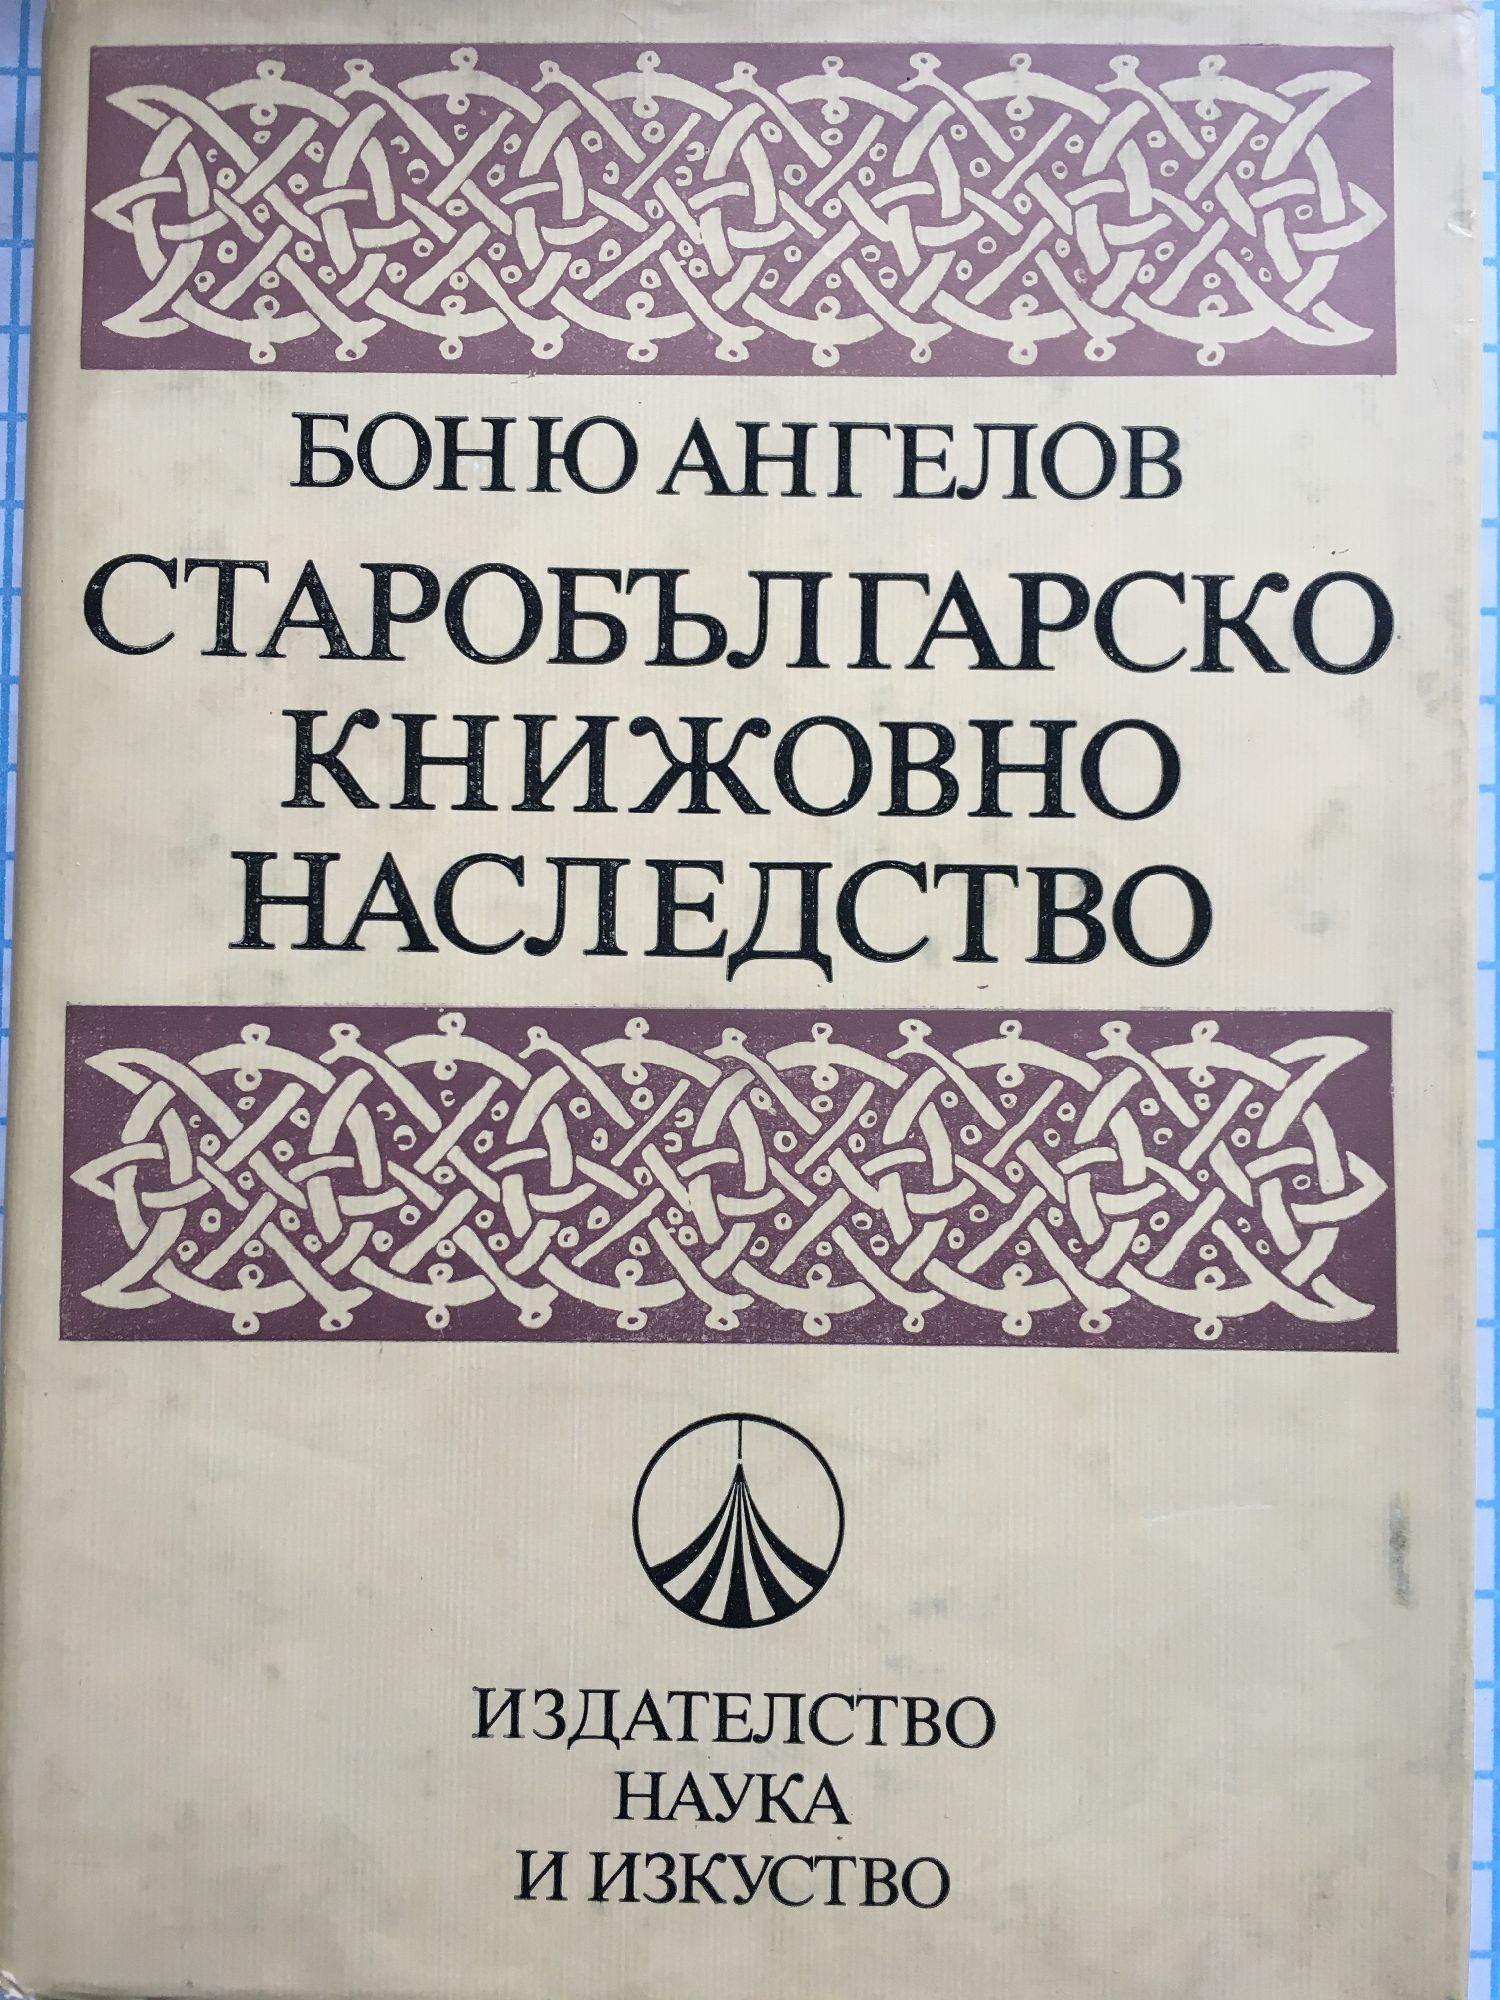 БОНЮ АНГЕЛОВ
СТАРОБЪЛГАРСКО
КНИЖОВНО
НАСЛЕДСТВО
ИЗДАТЕЛСТВО
НАУКА
И ИЗКУСТВО